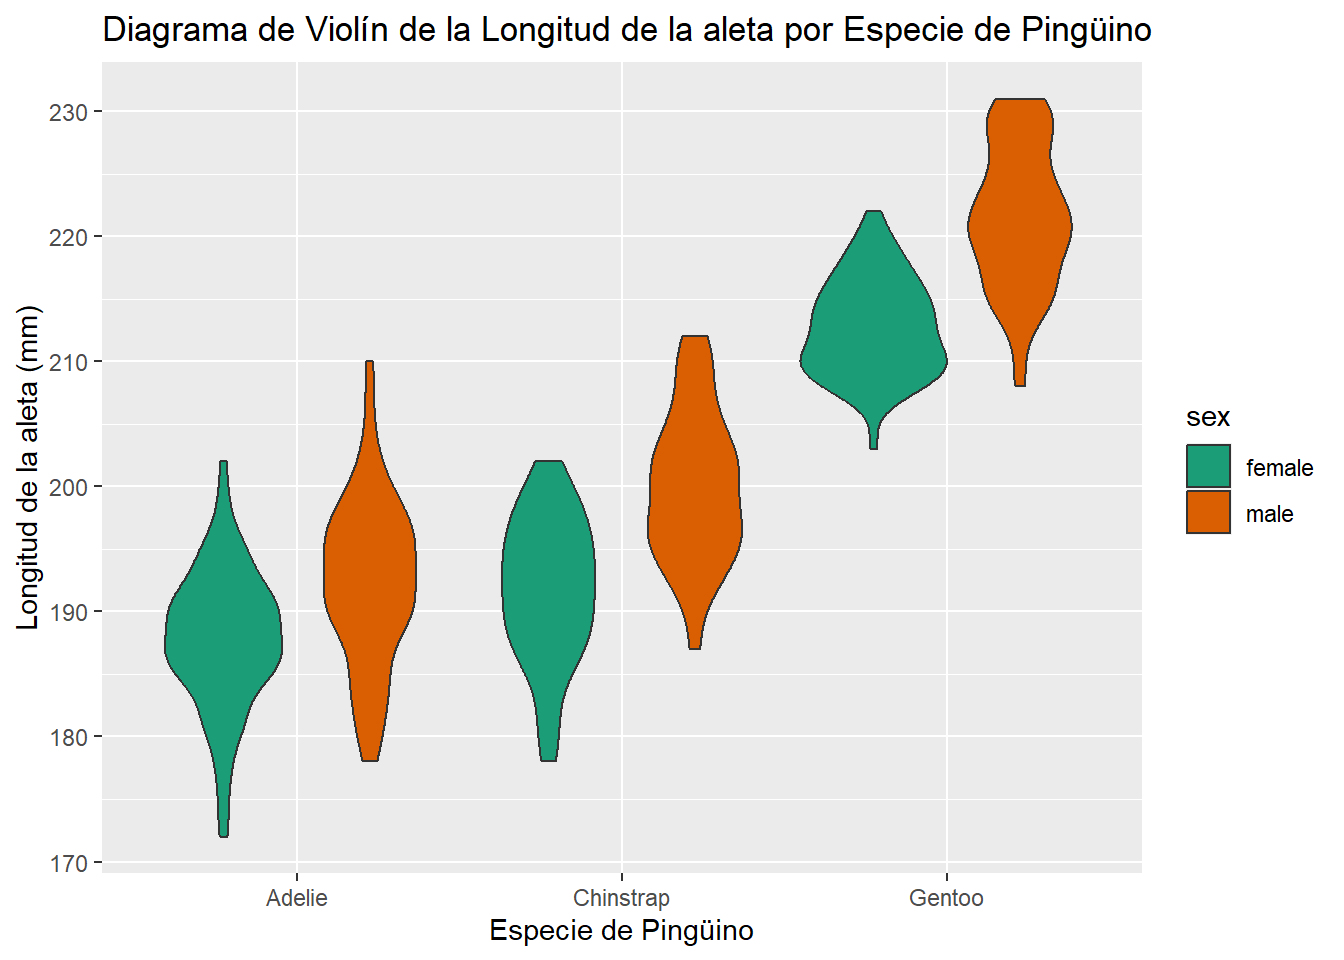 Diagrama de Violín de la Longitud de la aleta por Especie de Pingüino
Longitud de la aleta (mm)
230
220
210
200
190
180
170
Adelie
Chinstrap
Gentoo
Especie de Pingüino
sex
female
male